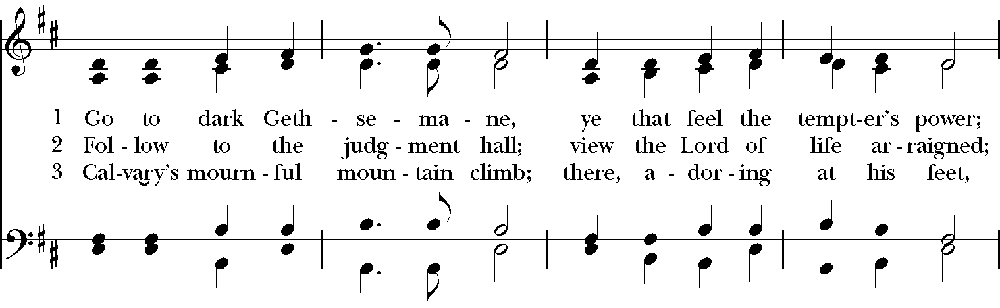 1 Go to dark Geth - se - ma - ne, ye that feel the tempt-er's power;
2 Fol - low to the judg - ment hall; view the Lord of life ar - raigned;
3 Cal-vary's mourn - ful moun - tain climb; there, a - dor - ing at his feet,